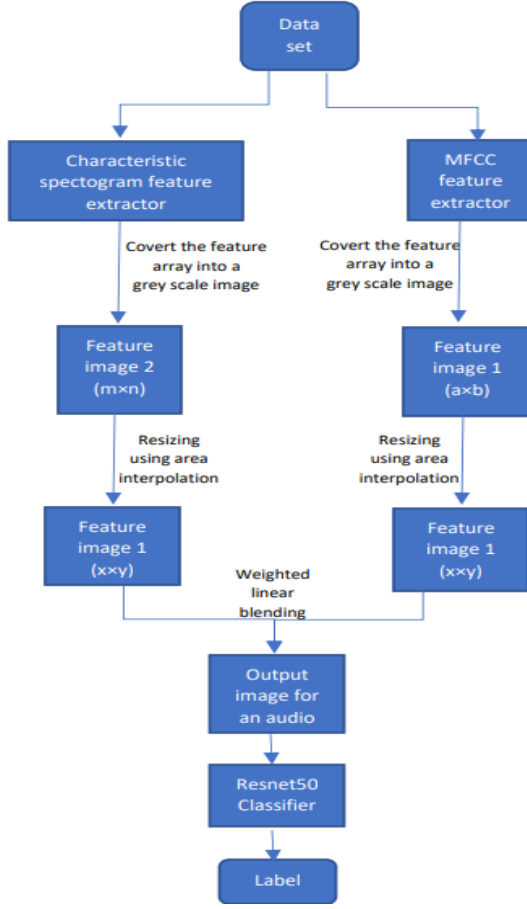 Data
set
Characteristic
spectogram feature
extractor
MFCC
feature
extractor
Covert the feature
array into a
grey scale image
Covert the feature
array into a
grey scale image
Feature
image 2
(m×n)
Feature
image 1
(a×b)
Resizing
using area
interpolation
Resizing
using area
interpolation
Feature
image 1
(x×y)
Feature
image 1
(x×y)
Weighted
linear
blending
Output
image for
an audio
Resnet50
Classifier
Label